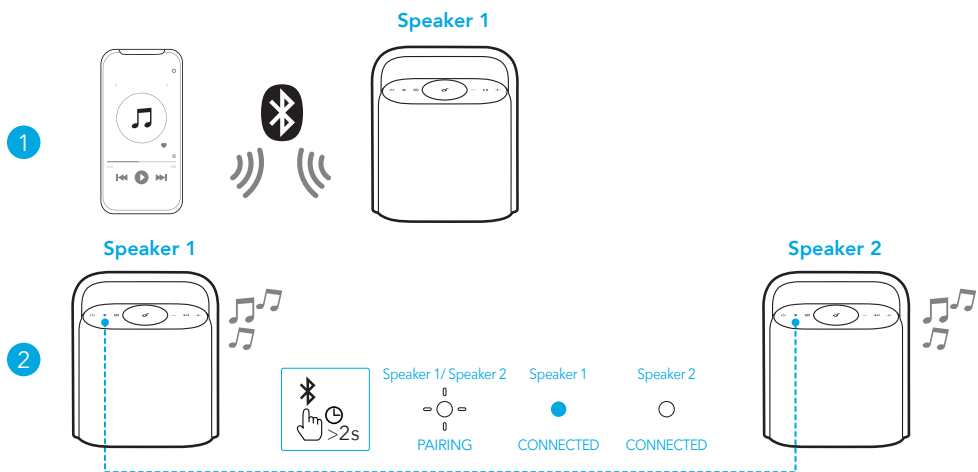 Speaker 1
1
Speaker 1
Speaker 2
2
>2s
Speaker 1/ Speaker 2
Speaker 1
Speaker 2
PAIRING
CONNECTED
CONNECTED